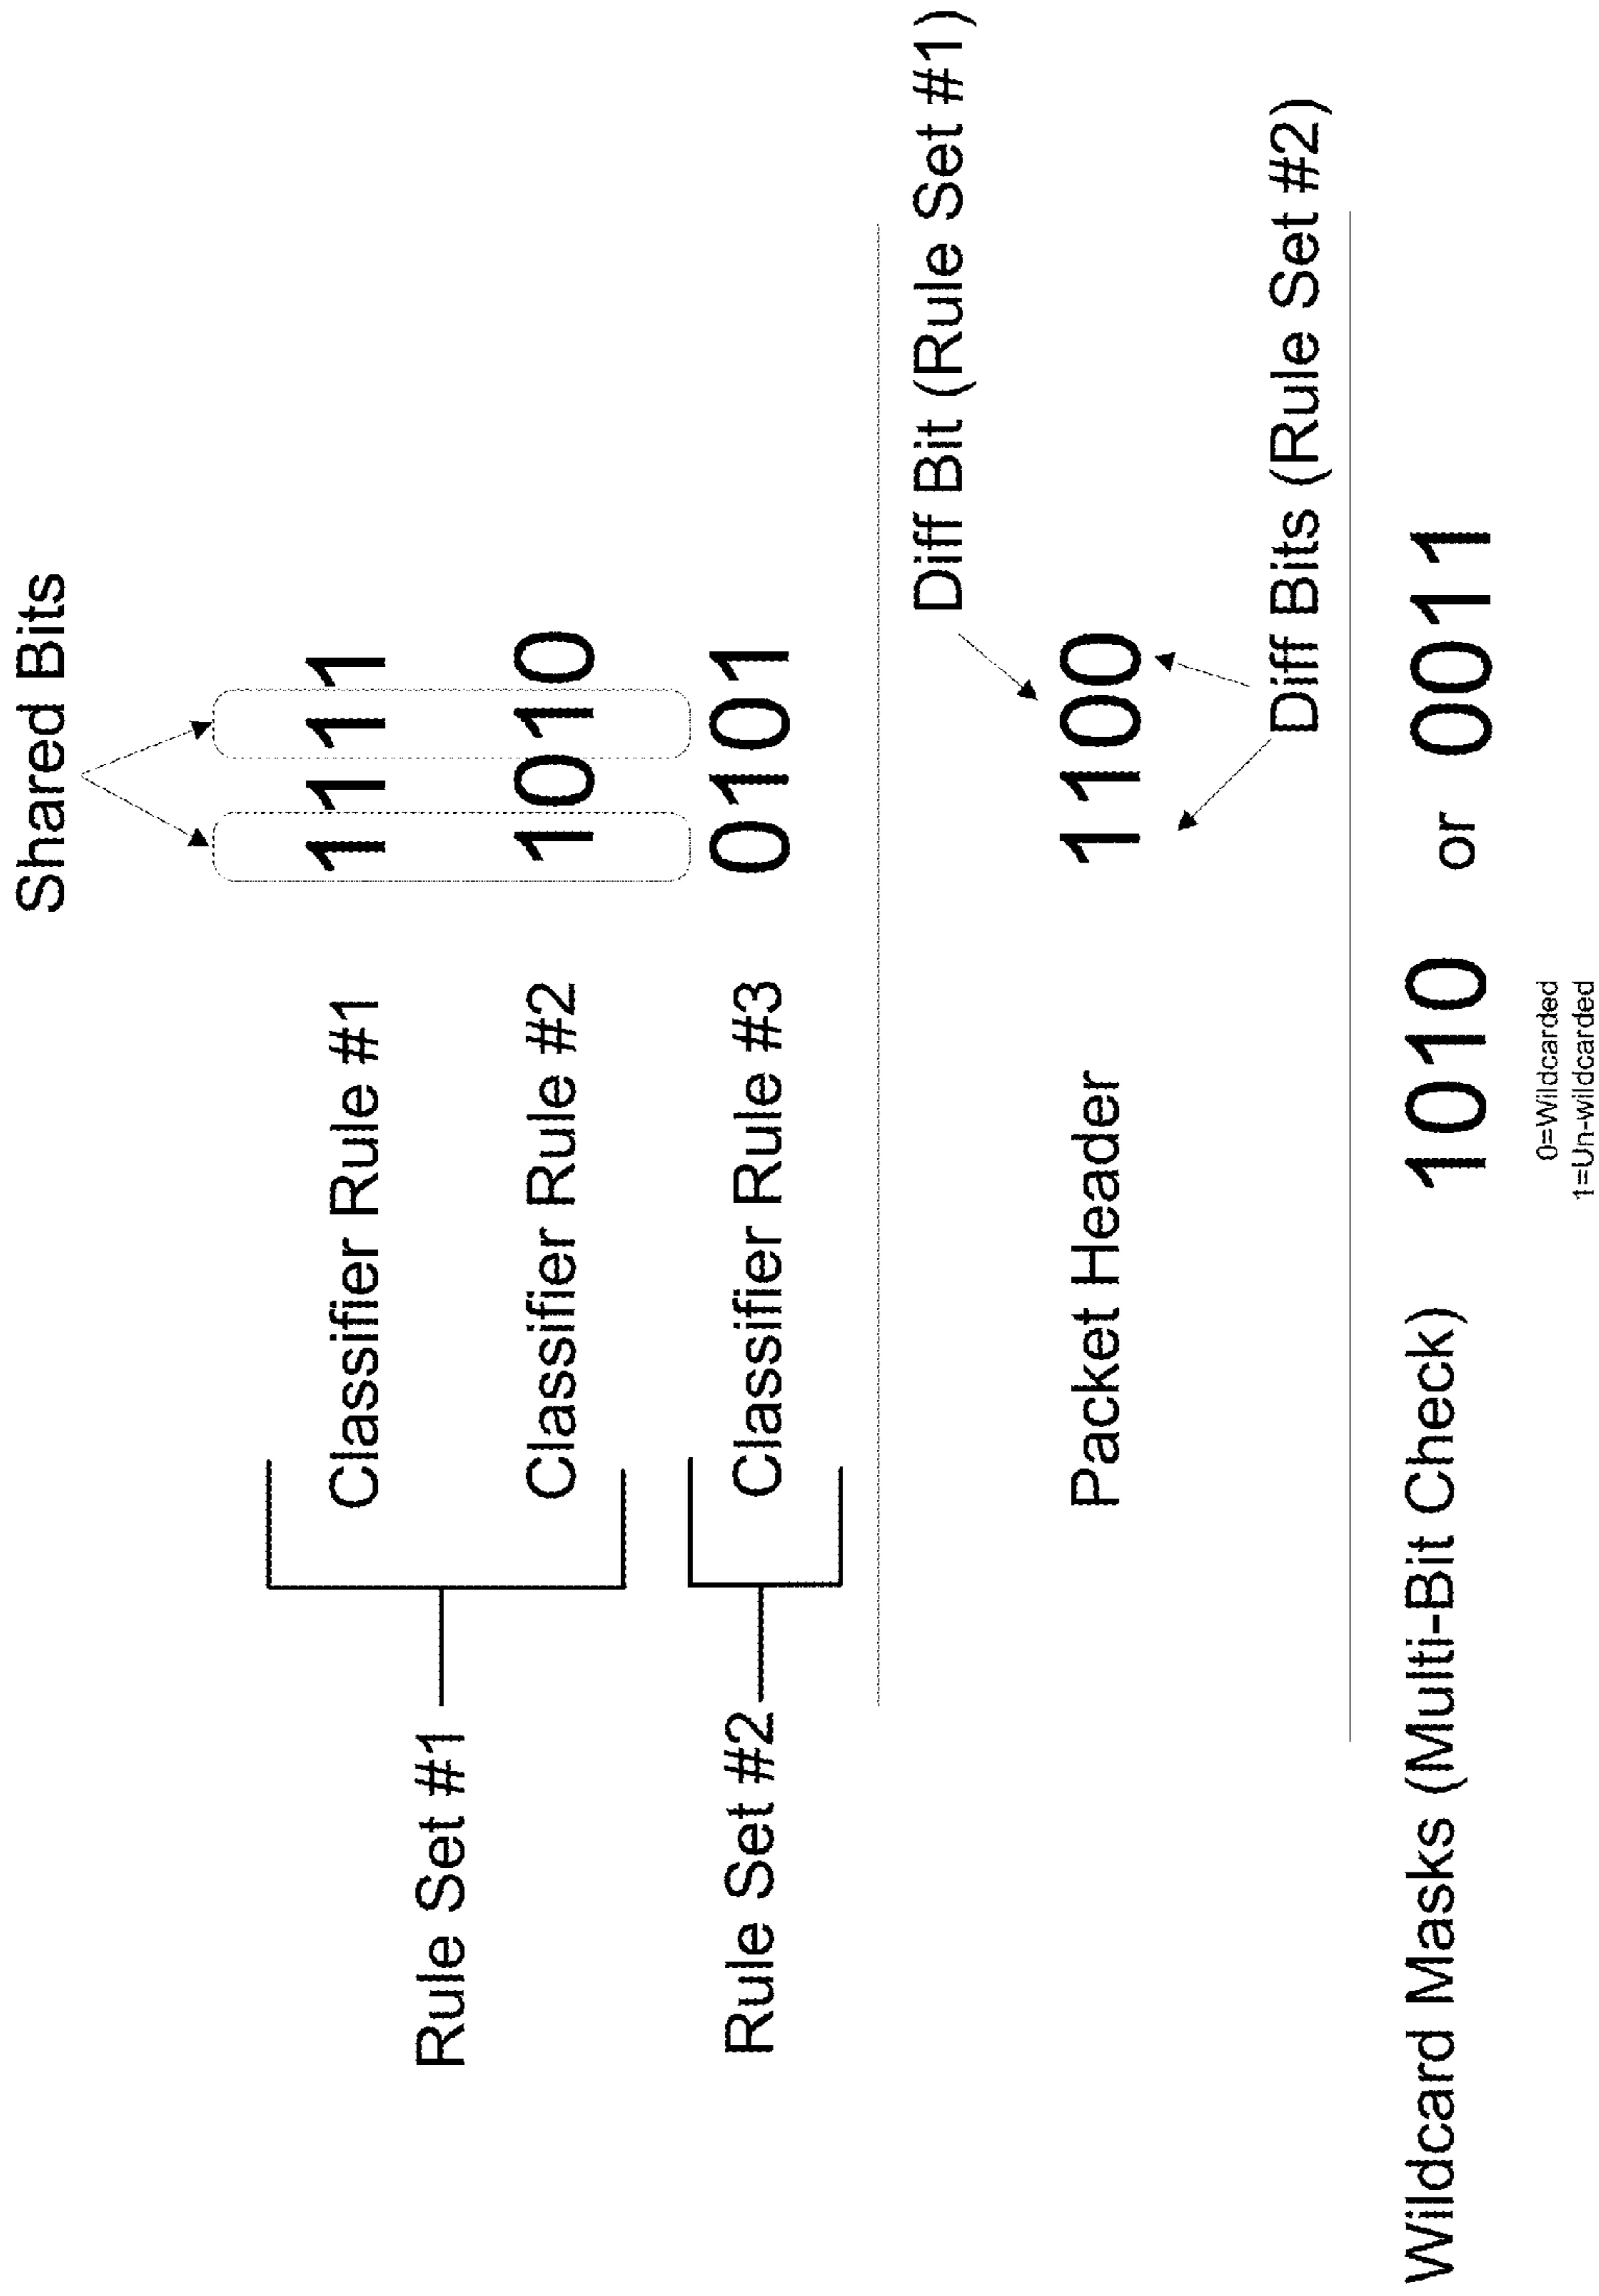 Shared Bits
Rule Set #1
Classifier Rule #1 1111
Classifier Rule #2 1010
Rule Set #2
Classifier Rule #3 0101
Diff Bit (Rule Set #1)
Packet Header 1100
Diff Bits (Rule Set #2)
Wildcard Masks (Multi-Bit Check) 1010 or 0011
0=Wildcarded
1=Un-wildcarded